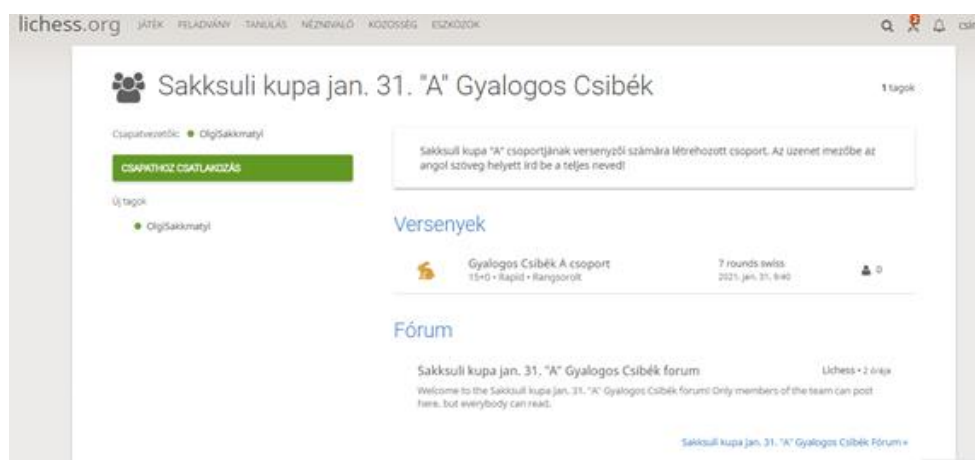 lichess.org JÁTÉK FELADVÁNY TANULÁS NÉZNIVALÓ KÖZÖSSÉG ESZKÖZÖK
Sakksuli kupa jan. 31. "A" Gyalogos Csibék
1 tagok
Csapatvezetők: OlgiSakkmatyi
CSAPATHOZ CSATLAKOZÁS
Új tagok
OlgiSakkmatyi
Sakksuli kupa "A" csoportjának versenyzői számára létrehozott csoport. Az üzenet mezőbe az
angol szöveg helyett írd be a teljes neved!
Versenyek
Gyalogos Csibék A csoport
15+0 • Rapid • Rangsorolt
7 rounds swiss
2021. jan. 31. 9:40
0
Fórum
Sakksuli kupa jan. 31. "A" Gyalogos Csibék forum
Lichess • 2 órája
Welcome to the Sakksuli kupa jan. 31. "A" Gyalogos Csibék forum! Only members of the team can post
here, but everybody can read.
Sakksuli kupa jan. 31. "A" Gyalogos Csibék Fórum »